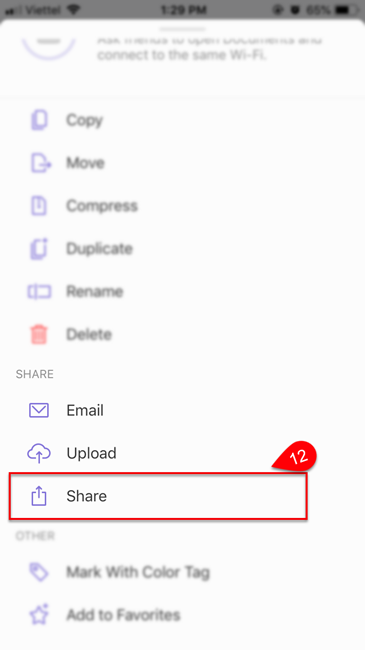 Viettel 1:29 PM 65%
Ask friends to open Documents and
connect to the same Wi-Fi.
Copy
Move
Compress
Duplicate
Rename
Delete
SHARE
Email
Upload
12
Share
OTHER
Mark With Color Tag
Add to Favorites